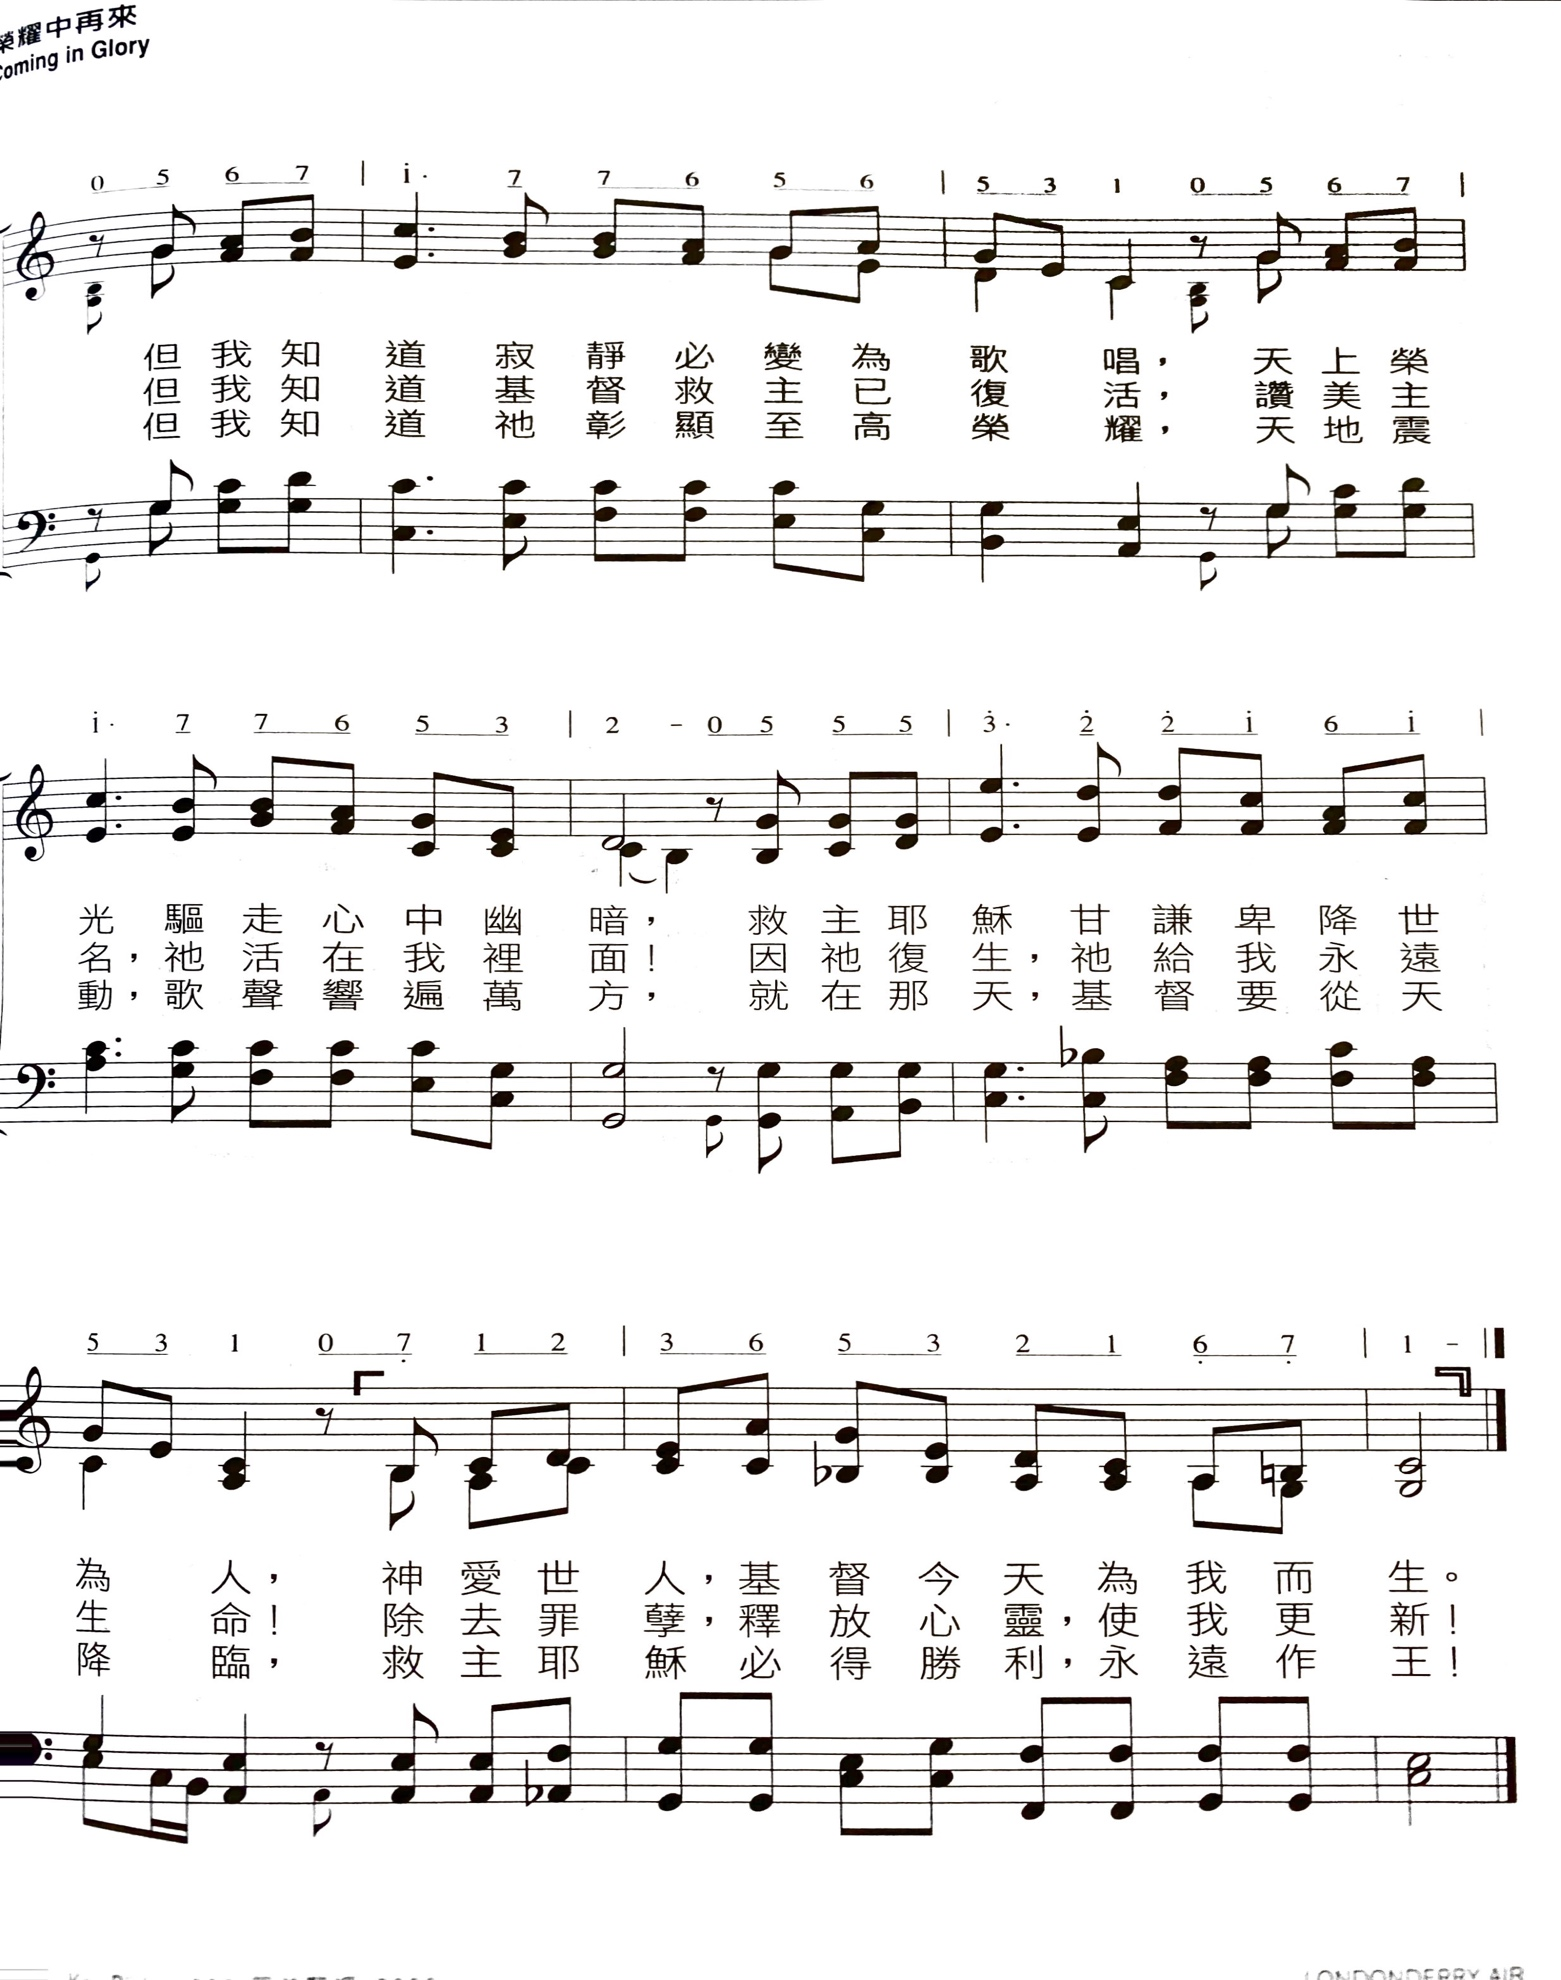 榮耀中再來
Coming in Glory
0 5 6 7 | i· 7 7 6 5 6 | 5 3 1 0 5 6 7 |
但我知道寂靜必變為歌唱，天上榮
但我知道基督救主已復活，讚美主
但我知道祂彰顯至高榮耀，天地震
i· 7 7 6 5 3 | 2 - 0 5 5 5 | 3· 2 2 i 6 i |
光驅走心中幽暗，救主耶穌甘謙卑降世
名，祂活在我裡面！因祂復生，祂給我永遠
動，歌聲響遍萬方，就在那天，基督要從天
5 3 1 0 7 1 2 | 3 6 5 3 2 1 6 7 | 1 - ‖
為人，神愛世人，基督今天為我而生。
生命！除去罪孽，釋放心靈，使我更新！
降臨，救主耶穌必得勝利，永遠作王！
LONDONDERRY AIR